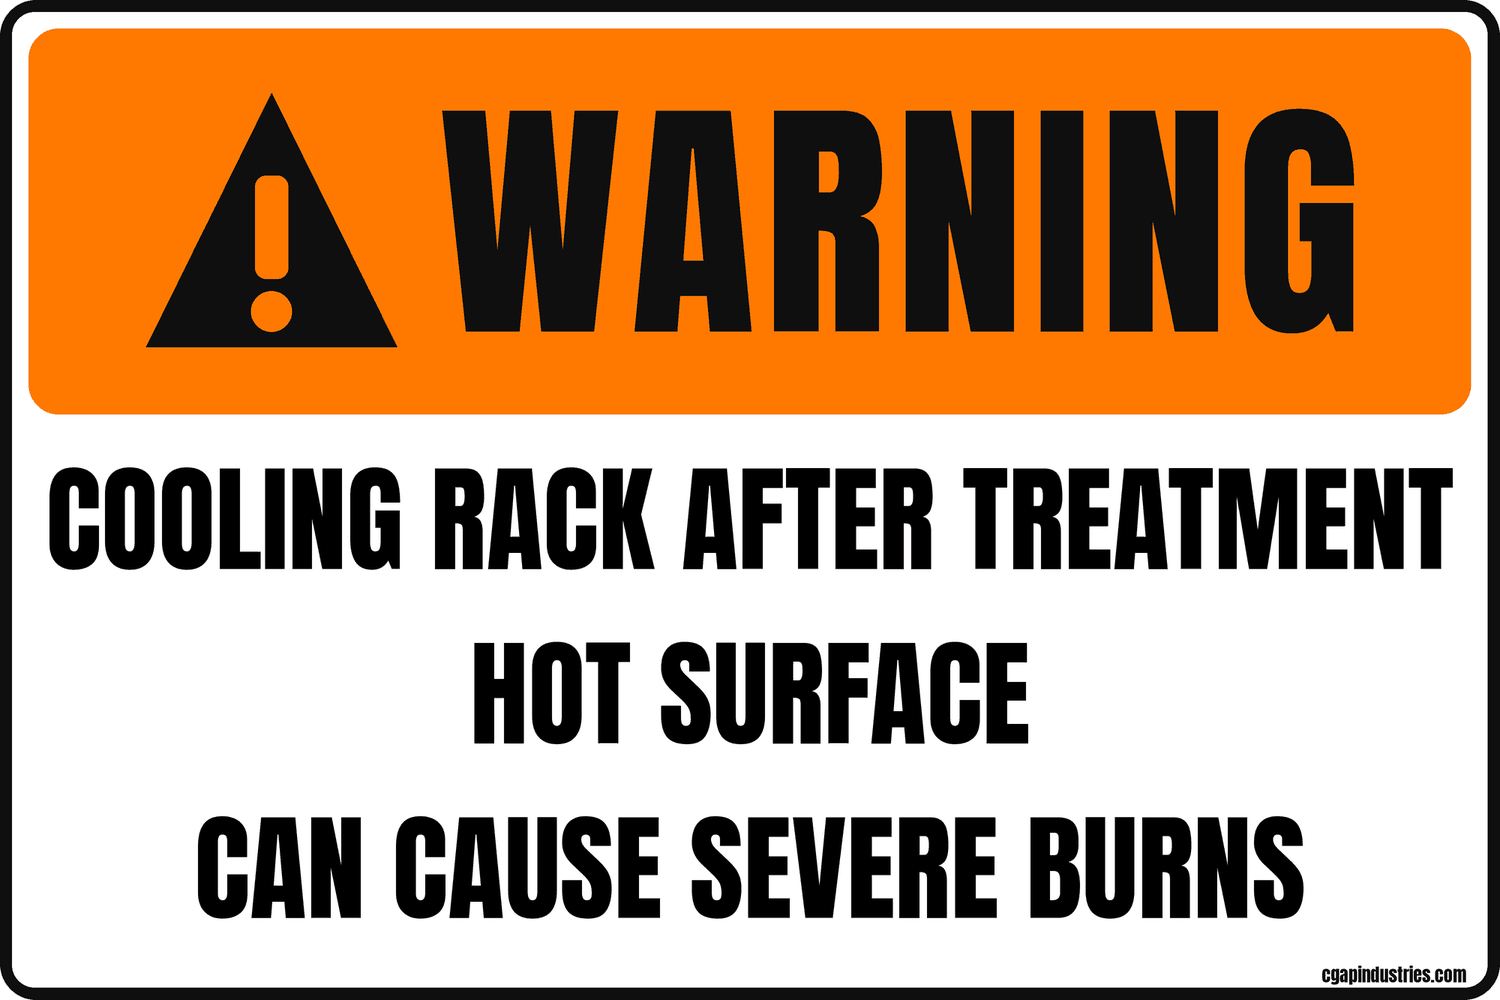 WARNING
COOLING RACK AFTER TREATMENT
HOT SURFACE
CAN CAUSE SEVERE BURNS
cgapindustries.com